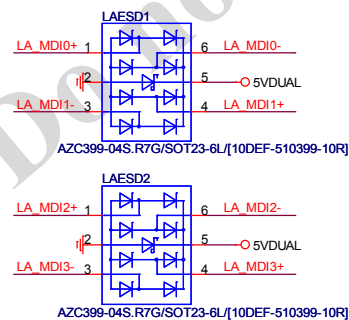 LAESD1
LA_MDI0+ 1 6 LA_MDI0-
2 5 5VDUAL
LA_MDI1- 3 4 LA_MDI1+
AZC399-04S.R7G/SOT23-6L/[10DEF-510399-10R]
LAESD2
LA_MDI2+ 1 6 LA_MDI2-
2 5 5VDUAL
LA_MDI3- 3 4 LA_MDI3+
AZC399-04S.R7G/SOT23-6L/[10DEF-510399-10R]
Do